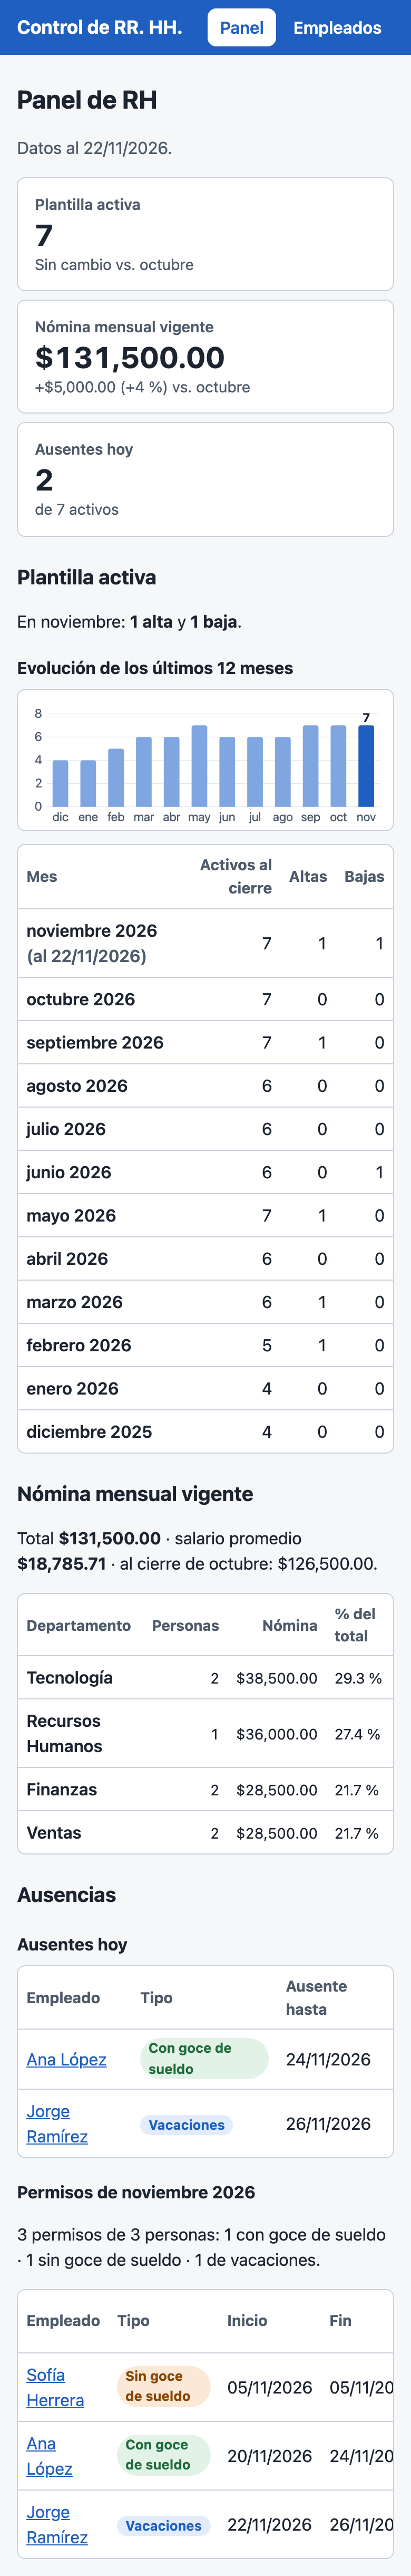 Control de RR. HH. Panel Empleados
Panel de RH
Datos al 22/11/2026.
Plantilla activa
7
Sin cambio vs. octubre
Nómina mensual vigente
$131,500.00
+$5,000.00 (+4 %) vs. octubre
Ausentes hoy
2
de 7 activos
Plantilla activa
En noviembre: 1 alta y 1 baja.
Evolución de los últimos 12 meses
8
6
4
2
0
7
dic ene feb mar abr may jun jul ago sep oct nov
Mes Activos al cierre Altas Bajas
noviembre 2026 (al 22/11/2026) 7 1 1
octubre 2026 7 0 0
septiembre 2026 7 1 0
agosto 2026 6 0 0
julio 2026 6 0 0
junio 2026 6 0 1
mayo 2026 7 1 0
abril 2026 6 0 0
marzo 2026 6 1 0
febrero 2026 5 1 0
enero 2026 4 0 0
diciembre 2025 4 0 0
Nómina mensual vigente
Total $131,500.00 · salario promedio
$18,785.71 · al cierre de octubre: $126,500.00.
Departamento Personas Nómina % del total
Tecnología 2 $38,500.00 29.3 %
Recursos Humanos 1 $36,000.00 27.4 %
Finanzas 2 $28,500.00 21.7 %
Ventas 2 $28,500.00 21.7 %
Ausencias
Ausentes hoy
Empleado Tipo Ausente hasta
Ana López Con goce de sueldo 24/11/2026
Jorge Ramírez Vacaciones 26/11/2026
Permisos de noviembre 2026
3 permisos de 3 personas: 1 con goce de sueldo
· 1 sin goce de sueldo · 1 de vacaciones.
Empleado Tipo Inicio Fin
Sofía Herrera Sin goce de sueldo 05/11/2026 05/11/20
Ana López Con goce de sueldo 20/11/2026 24/11/20
Jorge Ramírez Vacaciones 22/11/2026 26/11/20